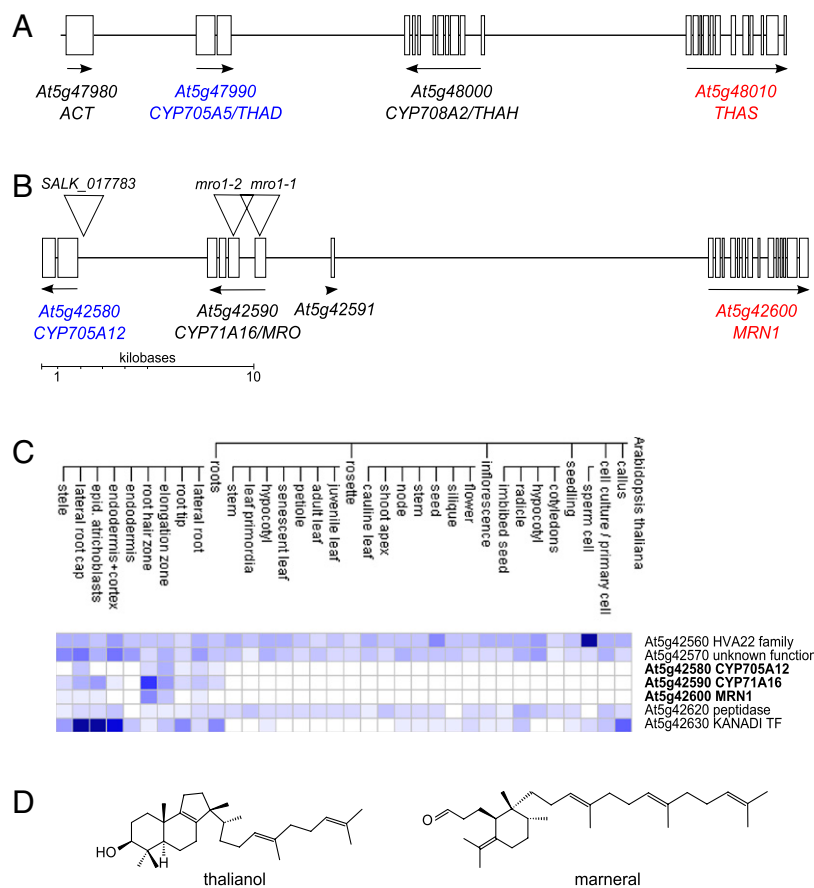 A
At5g47980
ACT
At5g47990
CYP705A5/THAD
At5g48000
CYP708A2/THAH
At5g48010
THAS
B
SALK_017783
mro1-2
mro1-1
At5g42580
CYP705A12
At5g42590
CYP71A16/MRO
At5g42591
At5g42600
MRN1
kilobases
1
10
C
stele
lateral root cap
epid. atrichoblasts
endodermis+cortex
endodermis
root hair zone
elongation zone
root tip
lateral root
roots
stem
leaf primordia
hypocotyl
senescent leaf
petiole
adult leaf
juvenile leaf
rosette
cauline leaf
shoot apex
node
stem
seed
silique
flower
inflorescence
imbibed seed
radicle
hypocotyl
cotyledons
seedling
sperm cell
cell culture / primary cell
callus
Arabidopsis thaliana
At5g42560 HVA22 family
At5g42570 unknown function
At5g42580 CYP705A12
At5g42590 CYP71A16
At5g42600 MRN1
At5g42620 peptidase
At5g42630 KANADI TF
D
HO
H
thalianol
O
marneral